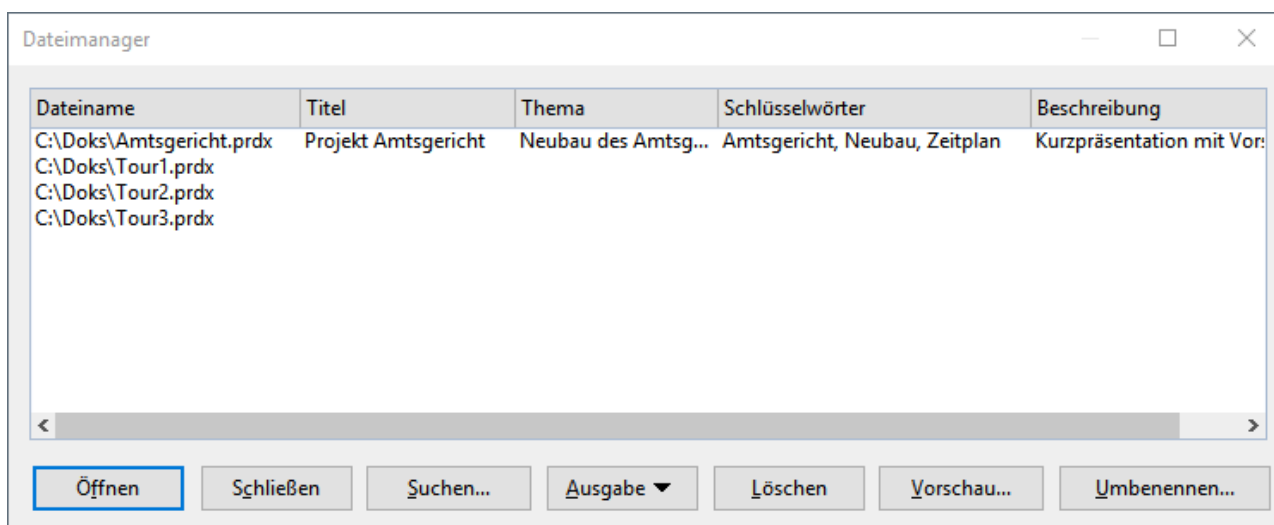 Dateimanager
Dateiname Titel Thema Schlüsselwörter Beschreibung
C:\Doks\Amtsgericht.prdx Projekt Amtsgericht Neubau des Amtsg... Amtsgericht, Neubau, Zeitplan Kurzpräsentation mit Vors
C:\Doks\Tour1.prdx
C:\Doks\Tour2.prdx
C:\Doks\Tour3.prdx
Öffnen Schließen Suchen... Ausgabe Löschen Vorschau... Umbenennen...